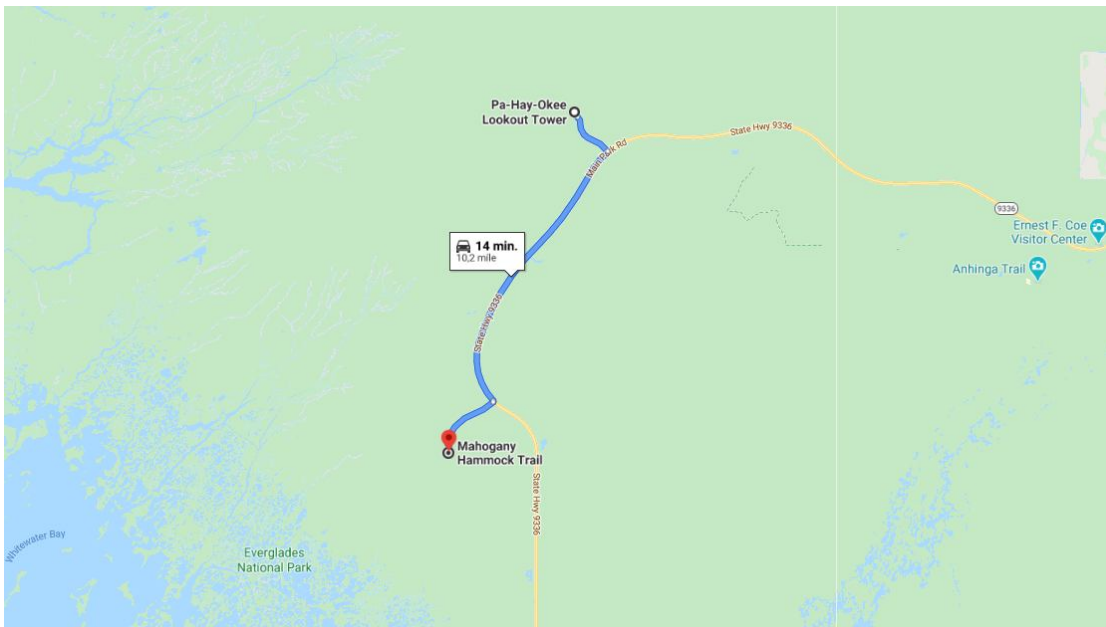 Pa-Hay-Okee
Lookout Tower
State Hwy 9336
Main Park Rd
9336
Ernest F. Coe
Visitor Center
14 min.
10,2 mile
Anhinga Trail
State Hwy 9336
Mahogany
Hammock Trail
State Hwy 9336
Whitewater Bay
Everglades
National Park